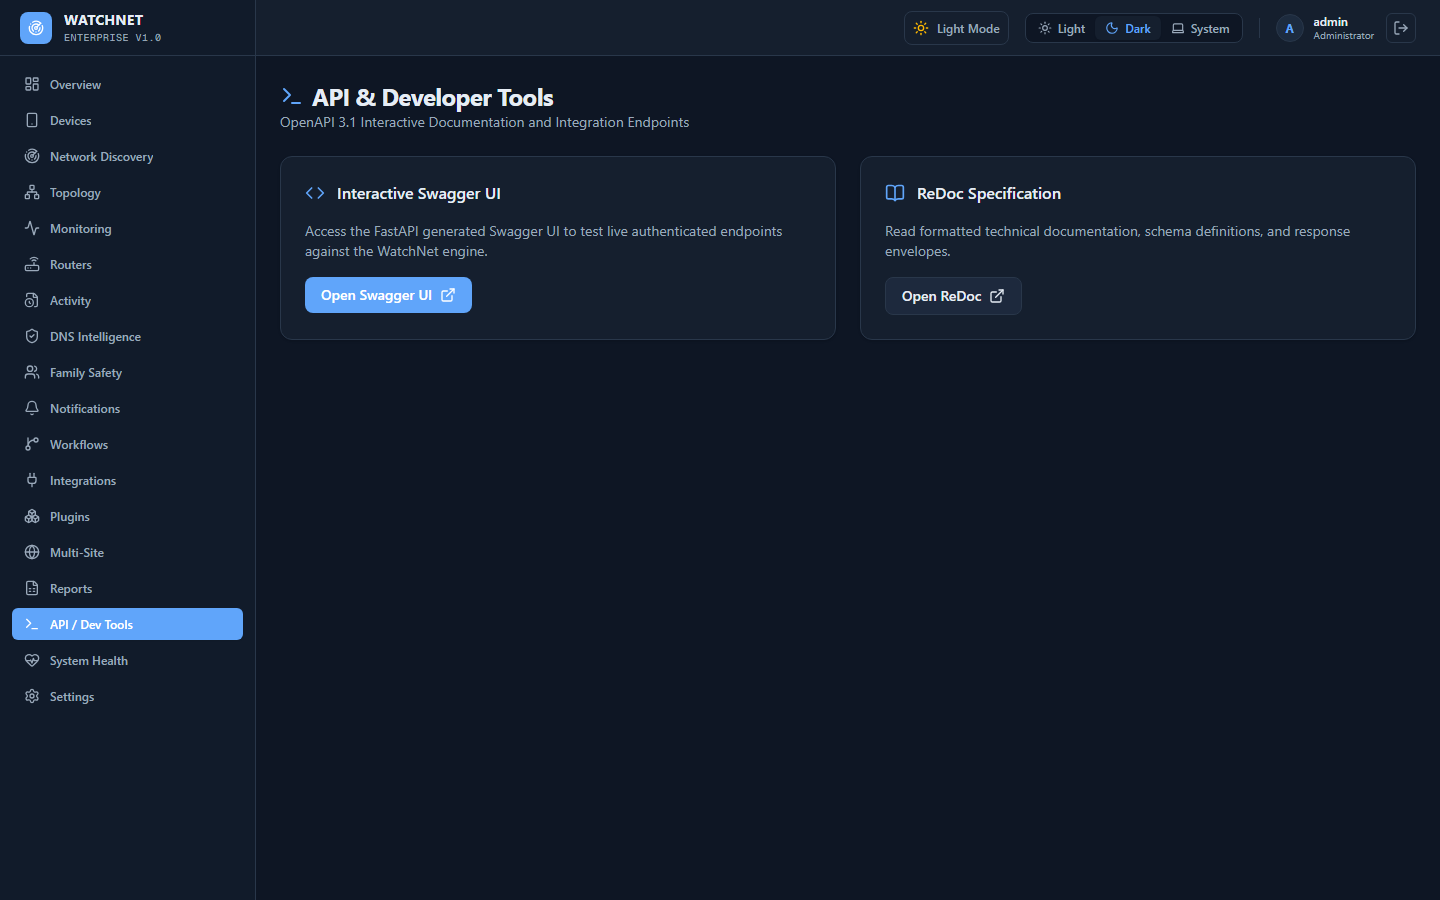 WATCHNET
ENTERPRISE V1.0
Light Mode
Light
Dark
System
A
admin
Administrator
Overview
Devices
Network Discovery
Topology
Monitoring
Routers
Activity
DNS Intelligence
Family Safety
Notifications
Workflows
Integrations
Plugins
Multi-Site
Reports
API / Dev Tools
System Health
Settings
API & Developer Tools
OpenAPI 3.1 Interactive Documentation and Integration Endpoints
Interactive Swagger UI
Access the FastAPI generated Swagger UI to test live authenticated endpoints
against the WatchNet engine.
Open Swagger UI
ReDoc Specification
Read formatted technical documentation, schema definitions, and response
envelopes.
Open ReDoc